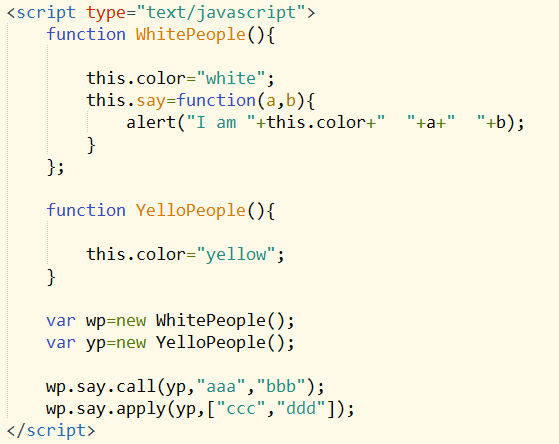 <script type="text/javascript">
    function WhitePeople(){

        this.color="white";
        this.say=function(a,b){
            alert("I am "+this.color+"  "+a+"  "+b);
        }
    };

    function YelloPeople(){

        this.color="yellow";
    }

    var wp=new WhitePeople();
    var yp=new YelloPeople();

    wp.say.call(yp,"aaa","bbb");
    wp.say.apply(yp,["ccc","ddd"]);
</script>